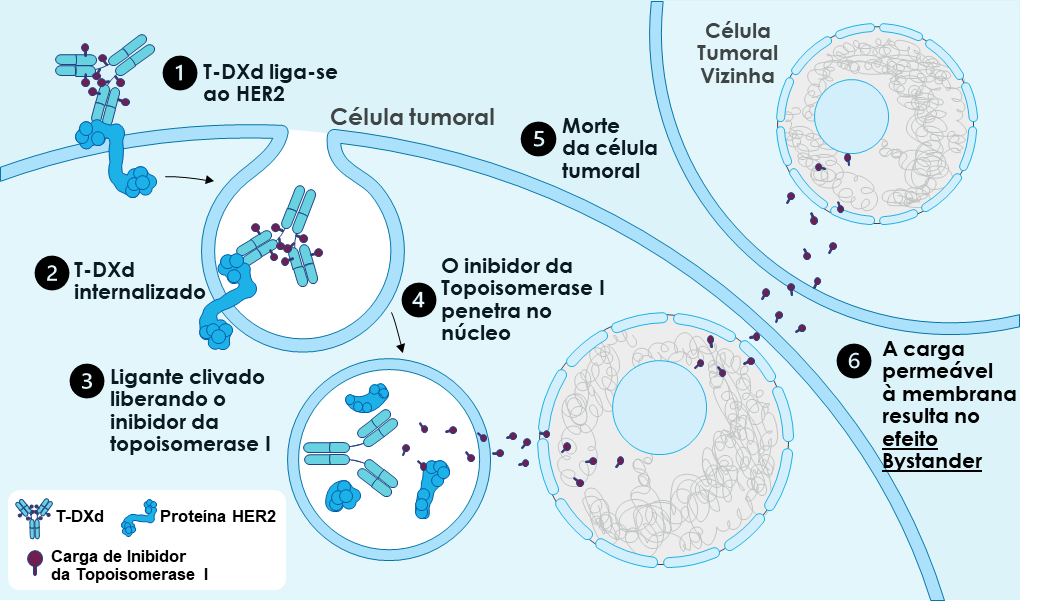 1 T-DXd liga-se
ao HER2
Célula tumoral
2 T-DXd
internalizado
3 Ligante clivado
liberando o
inibidor da
topoisomerase I
4 O inibidor da
Topoisomerase I
penetra no
núcleo
5 Morte
da célula
tumoral
Célula
Tumoral
Vizinha
6 A carga
permeável
à membrana
resulta no
efeito
Bystander
T-DXd
Proteína HER2
Carga de Inibidor
da Topoisomerase I